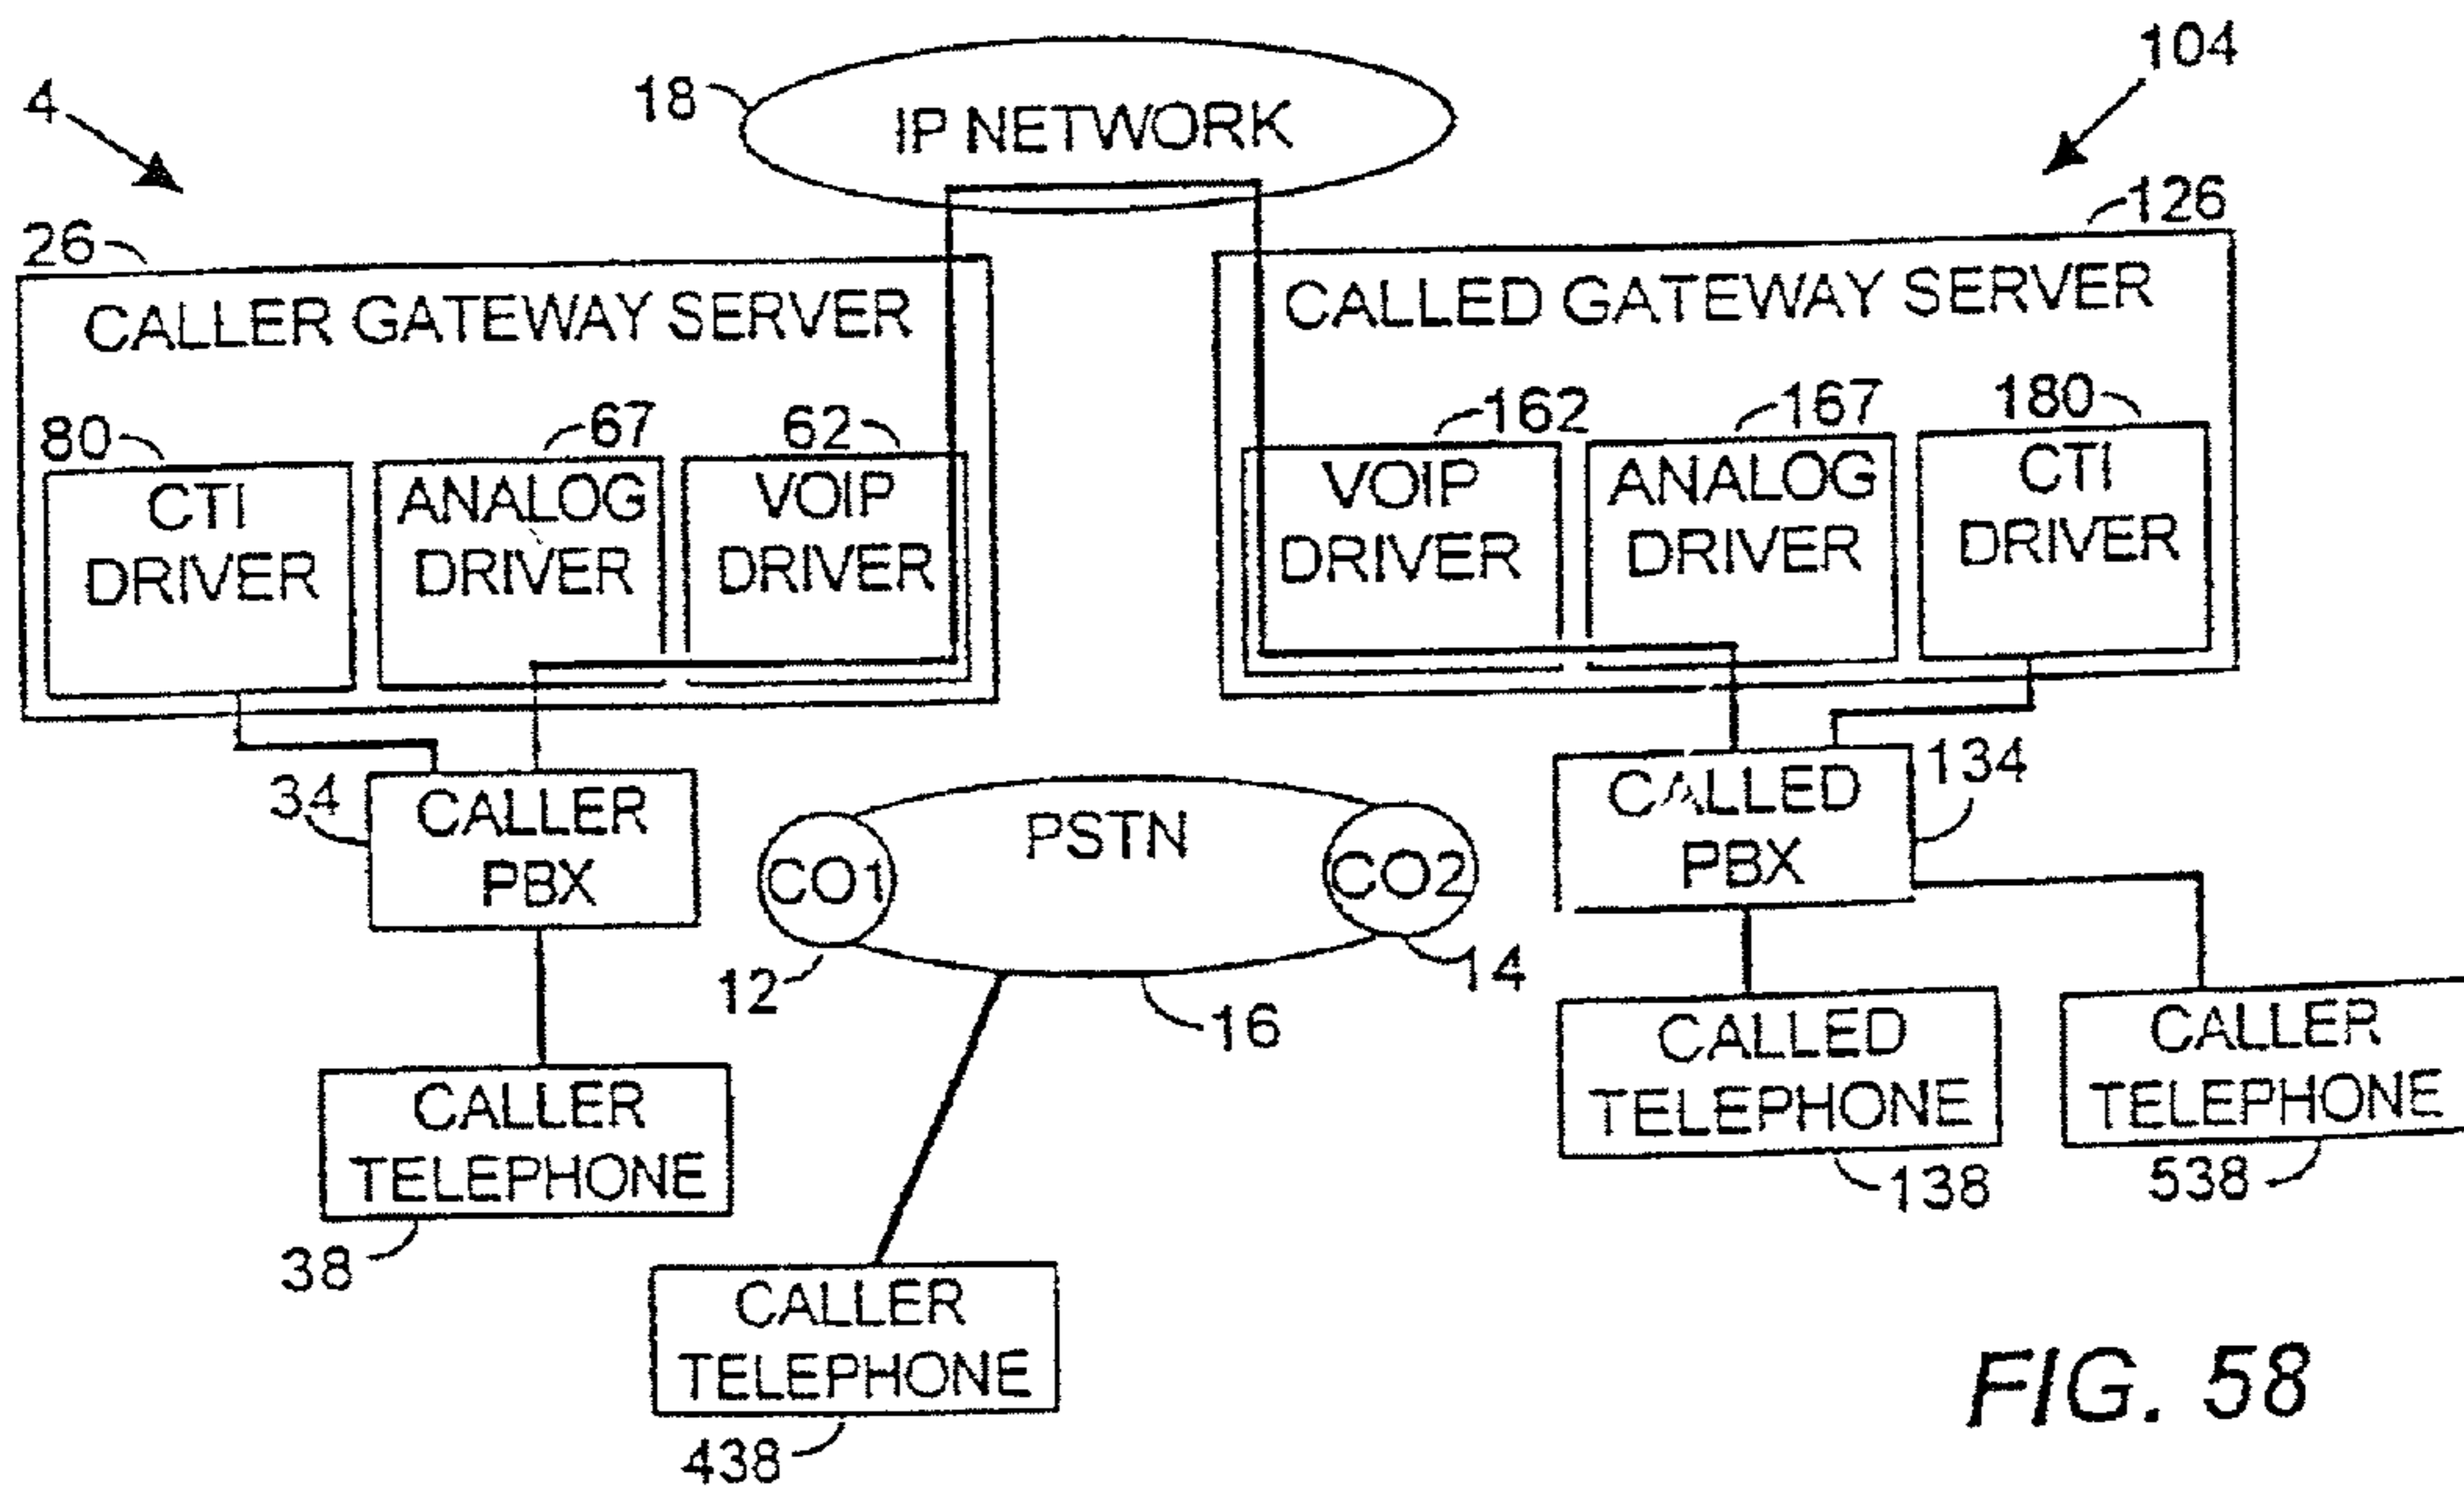 104
4
18
IP NETWORK
26
126
CALLER GATEWAY SERVER
CALLED GATEWAY SERVER
80
67
62
162
167
180
CTI
DRIVER
ANALOG
DRIVER
VOIP
DRIVER
VOIP
DRIVER
ANALOG
DRIVER
CTI
DRIVER
34
CALLER
PBX
CO1
PSTN
CO2
CALLED
PBX
134
12
16
14
CALLER
TELEPHONE
38
CALLED
TELEPHONE
138
CALLER
TELEPHONE
538
CALLER
TELEPHONE
438
FIG. 58